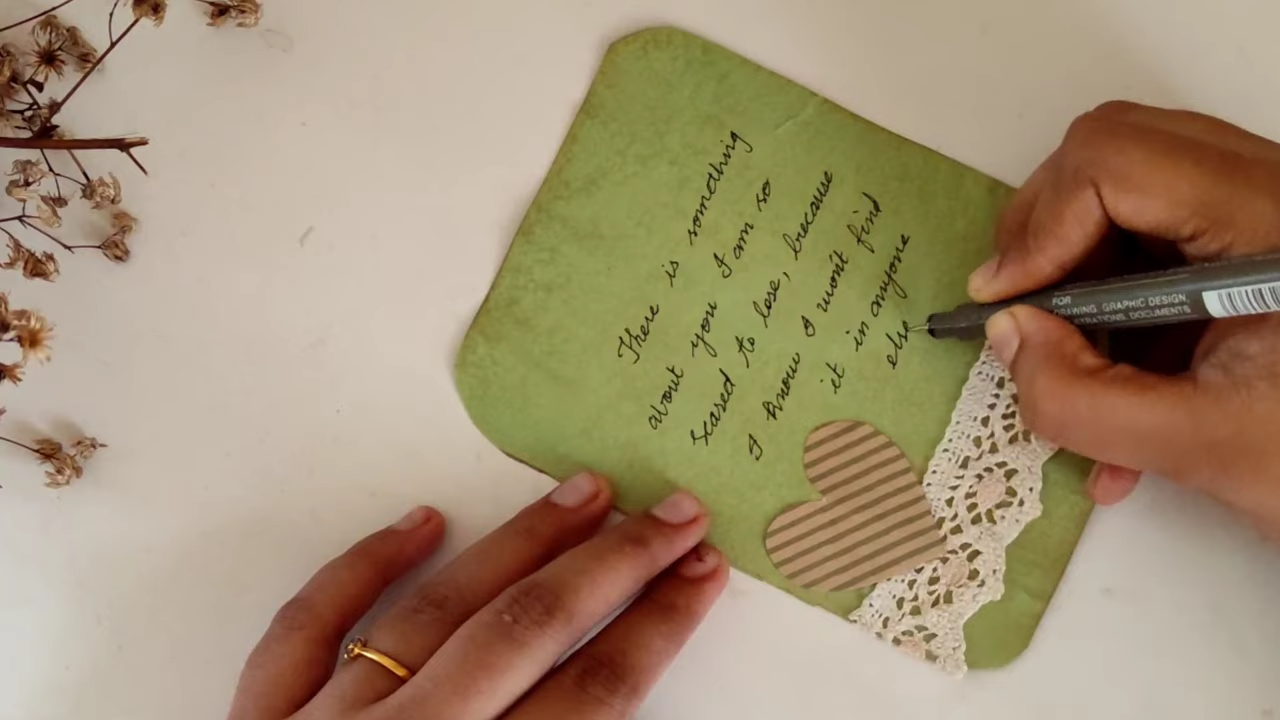 There is something
about you I am so
scared to lose, because
I know I won't find
it in anyone
else
FOR
DRAWING, GRAPHIC DESIGN,
DOCUMENTS